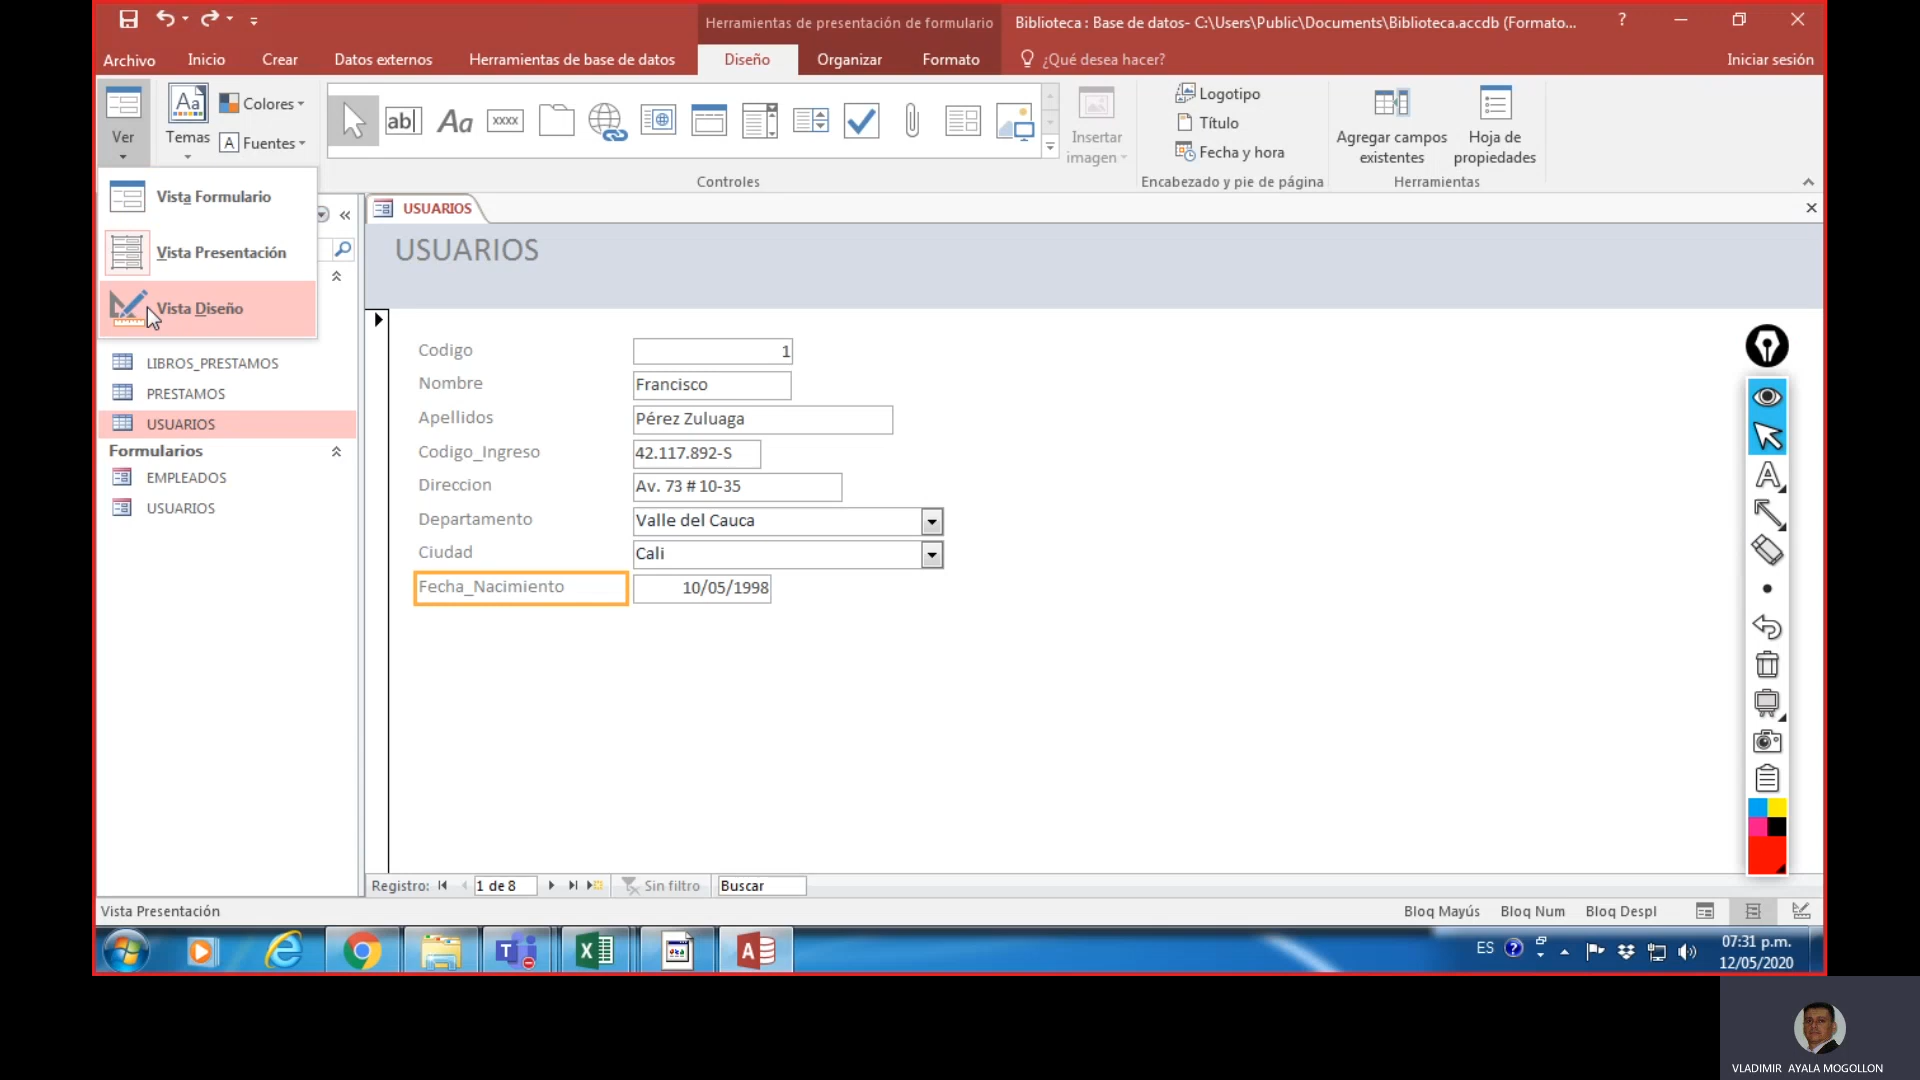 Herramientas de presentación de formulario
Biblioteca : Base de datos- C:\Users\Public\Documents\Biblioteca.accdb (Formato...
?
Archivo
Inicio
Crear
Datos externos
Herramientas de base de datos
Diseño
Organizar
Formato
¿Qué desea hacer?
Iniciar sesión
Ver
Aa
Temas
Colores
A Fuentes
ab|
Aa
xxxx
Insertar
imagen
Logotipo
Título
Fecha y hora
Agregar campos
existentes
Hoja de
propiedades
Controles
Encabezado y pie de página
Herramientas
Vista Formulario
Vista Presentación
Vista Diseño
LIBROS_PRESTAMOS
PRESTAMOS
USUARIOS
Formularios
EMPLEADOS
USUARIOS
USUARIOS
USUARIOS
Codigo 1
Nombre Francisco
Apellidos Pérez Zuluaga
Codigo_Ingreso 42.117.892-S
Direccion Av. 73 # 10-35
Departamento Valle del Cauca
Ciudad Cali
Fecha_Nacimiento 10/05/1998
A
Registro: 1 de 8 Sin filtro Buscar
Vista Presentación
Bloq Mayús Bloq Num Bloq Despl
ES
07:31 p.m.
12/05/2020
VLADIMIR AYALA MOGOLLON